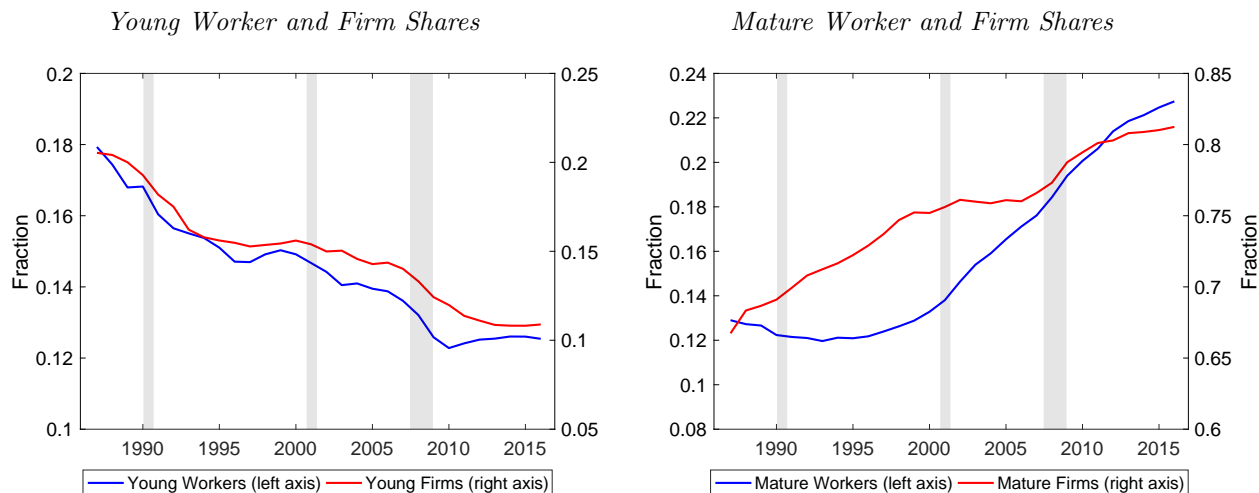 Young Worker and Firm Shares
0.2
0.18
0.16
0.14
0.12
0.1
Fraction
0.25
0.2
0.15
0.1
0.05
1990 1995 2000 2005 2010 2015
Young Workers (left axis) Young Firms (right axis)
Mature Worker and Firm Shares
0.24
0.22
0.2
0.18
0.16
0.14
0.12
0.1
0.08
Fraction
0.85
0.8
0.75
0.7
0.65
0.6
Fraction
1990 1995 2000 2005 2010 2015
Mature Workers (left axis) Mature Firms (right axis)